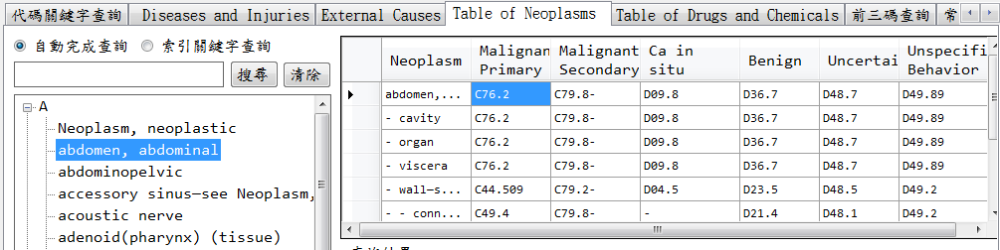 代碼關鍵字查詢 Diseases and Injuries External Causes Table of Neoplasms Table of Drugs and Chemicals 前三碼查詢 常
自動完成查詢 索引關鍵字查詢
搜尋 清除
A
Neoplasm, neoplastic
abdomen, abdominal
abdominopelvic
accessory sinus—see Neoplasm,
acoustic nerve
adenoid(pharynx) (tissue)
Neoplasm Malignan Primary Malignant Secondary Ca in situ Benign Uncertai Unspecifi Behavior
abdomen,... C76.2 C79.8- D09.8 D36.7 D48.7 D49.89
- cavity C76.2 C79.8- D09.8 D36.7 D48.7 D49.89
- organ C76.2 C79.8- D09.8 D36.7 D48.7 D49.89
- viscera C76.2 C79.8- D09.8 D36.7 D48.7 D49.89
- wall—s... C44.509 C79.2- D04.5 D23.5 D48.5 D49.2
- - conn... C49.4 C79.8- - D21.4 D48.1 D49.2